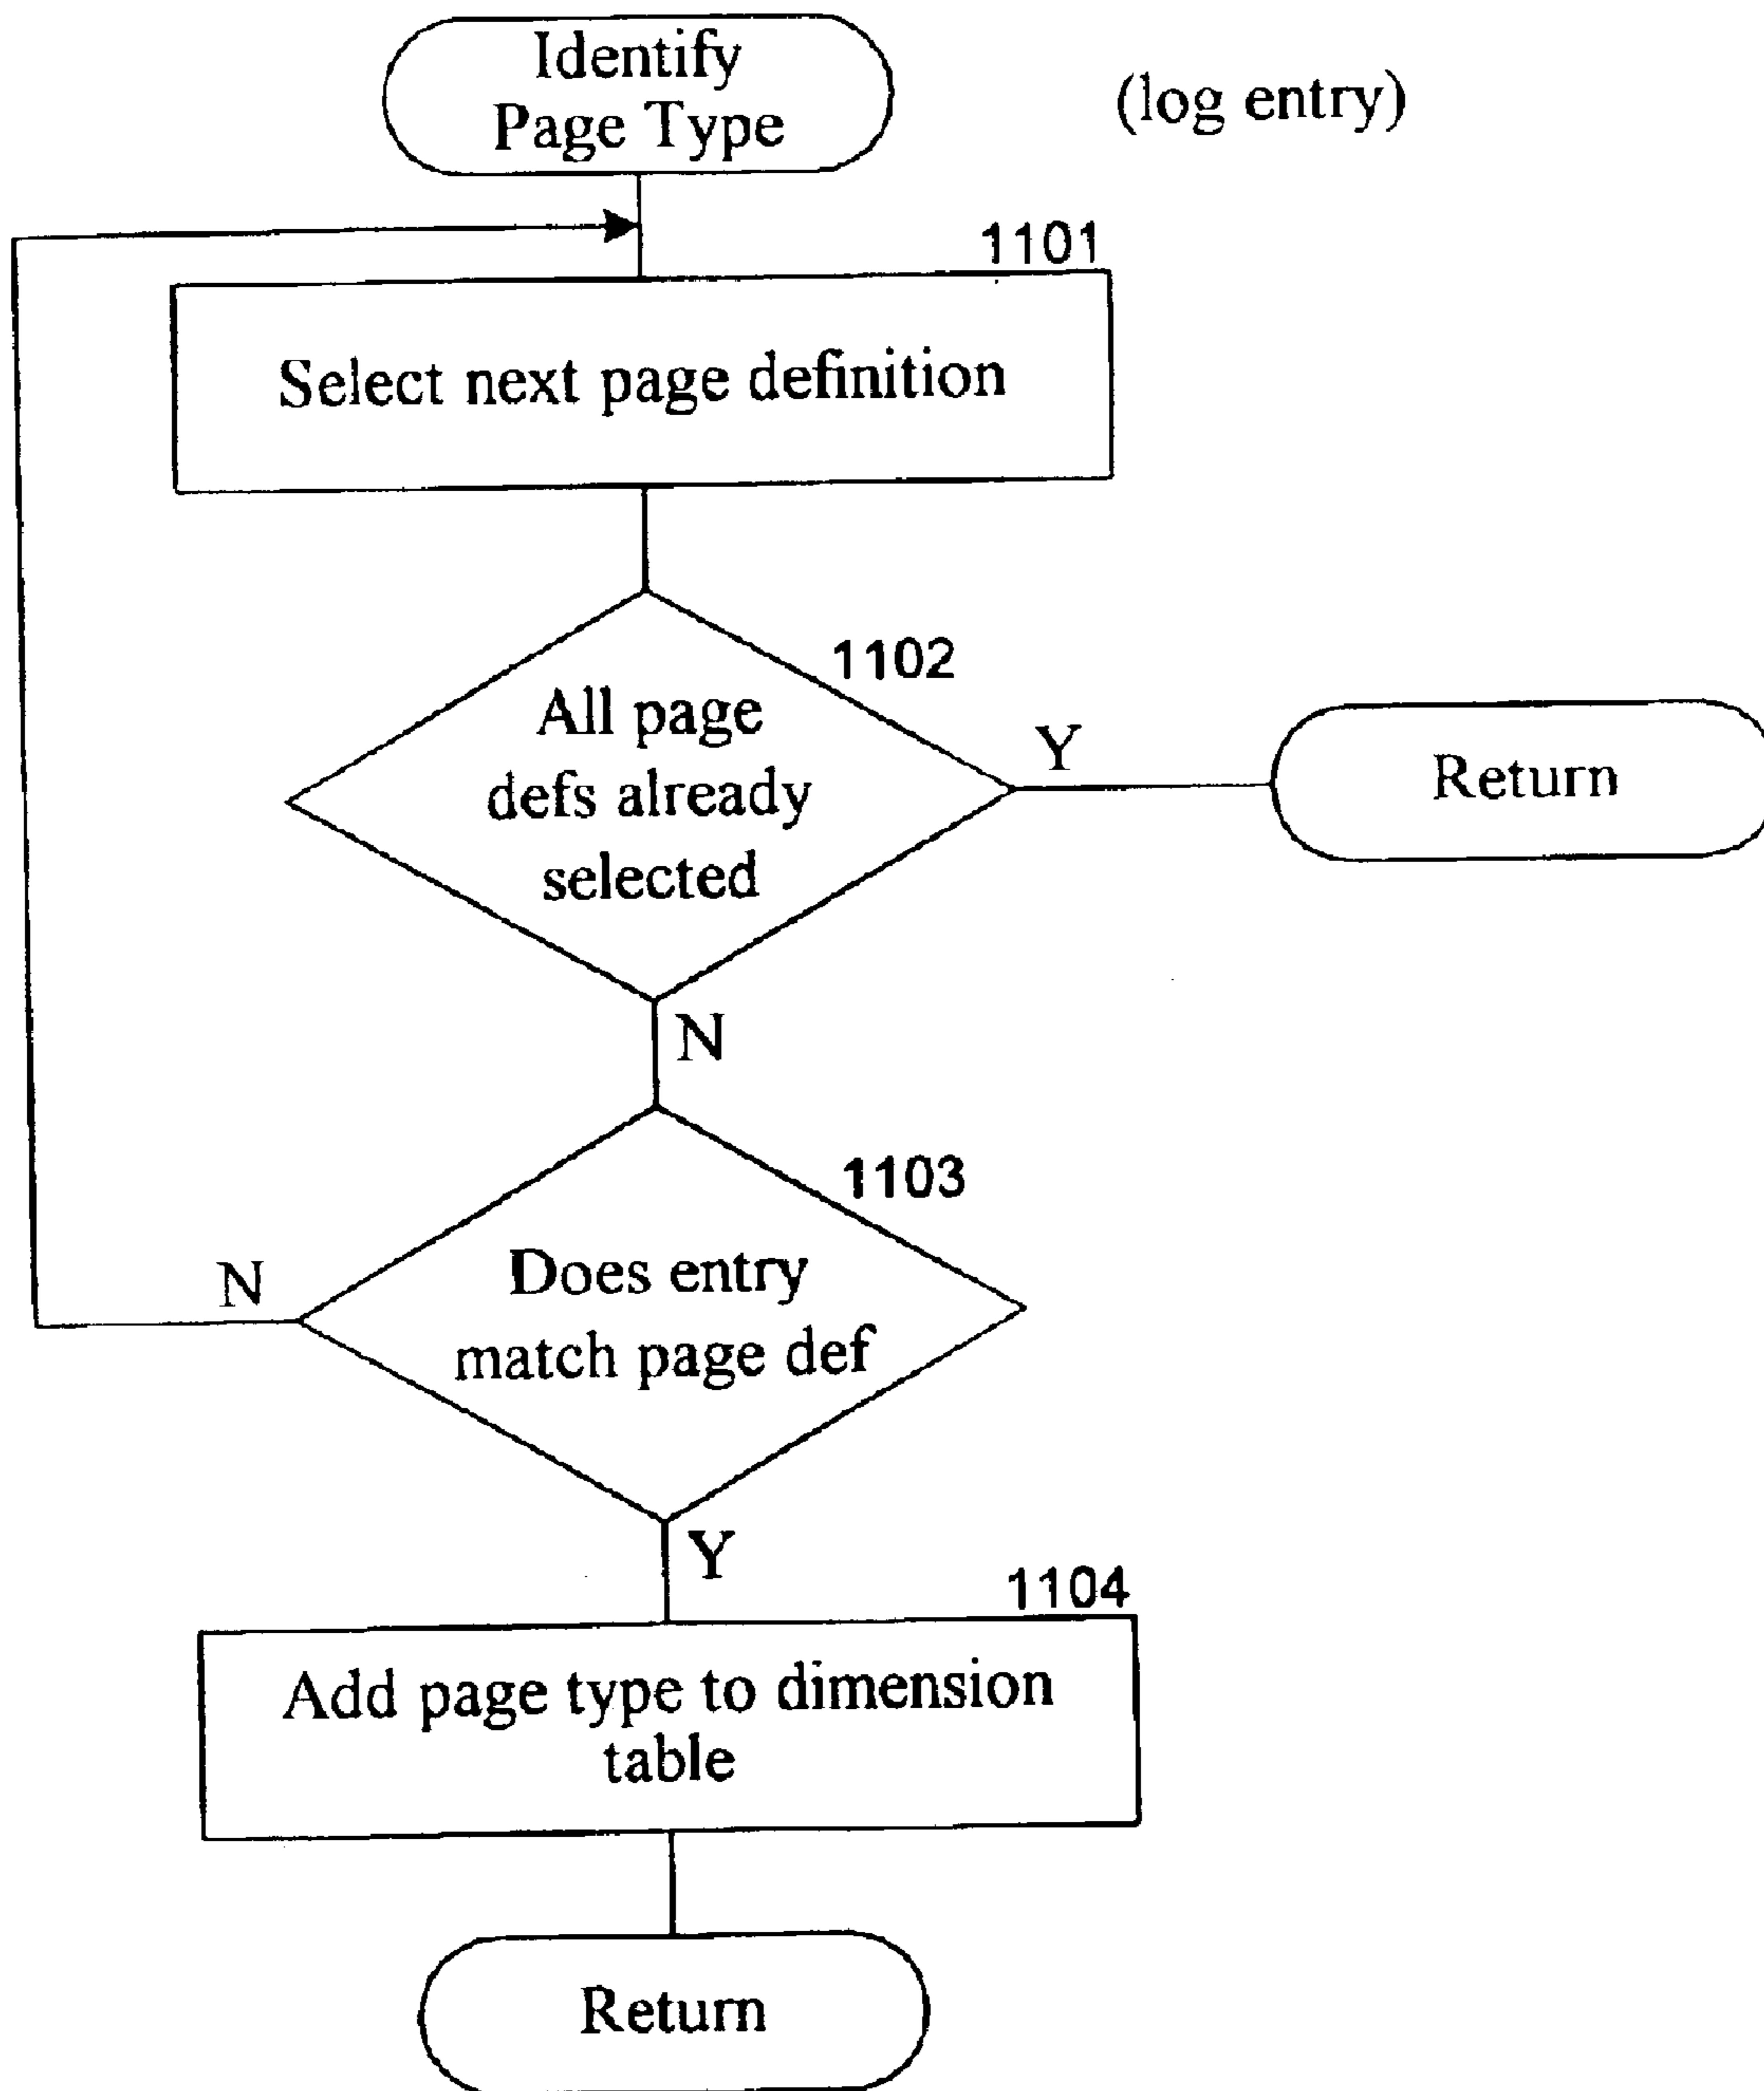 Identify
Page Type
(log entry)
1101
Select next page definition
1102
All page
defs already
selected
Y
Return
N
1103
Does entry
match page def
N
Y
1104
Add page type to dimension
table
Return